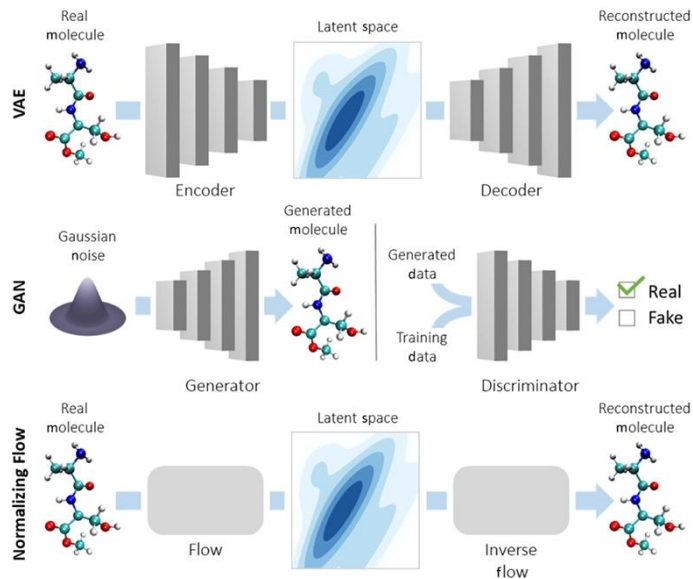 VAE
Real
molecule
Encoder
Latent space
Decoder
Reconstructed
molecule
GAN
Gaussian
noise
Generator
Generated
molecule
Generated
data
Training
data
Discriminator
Real
Fake
Normalizing Flow
Real
molecule
Flow
Latent space
Inverse
flow
Reconstructed
molecule